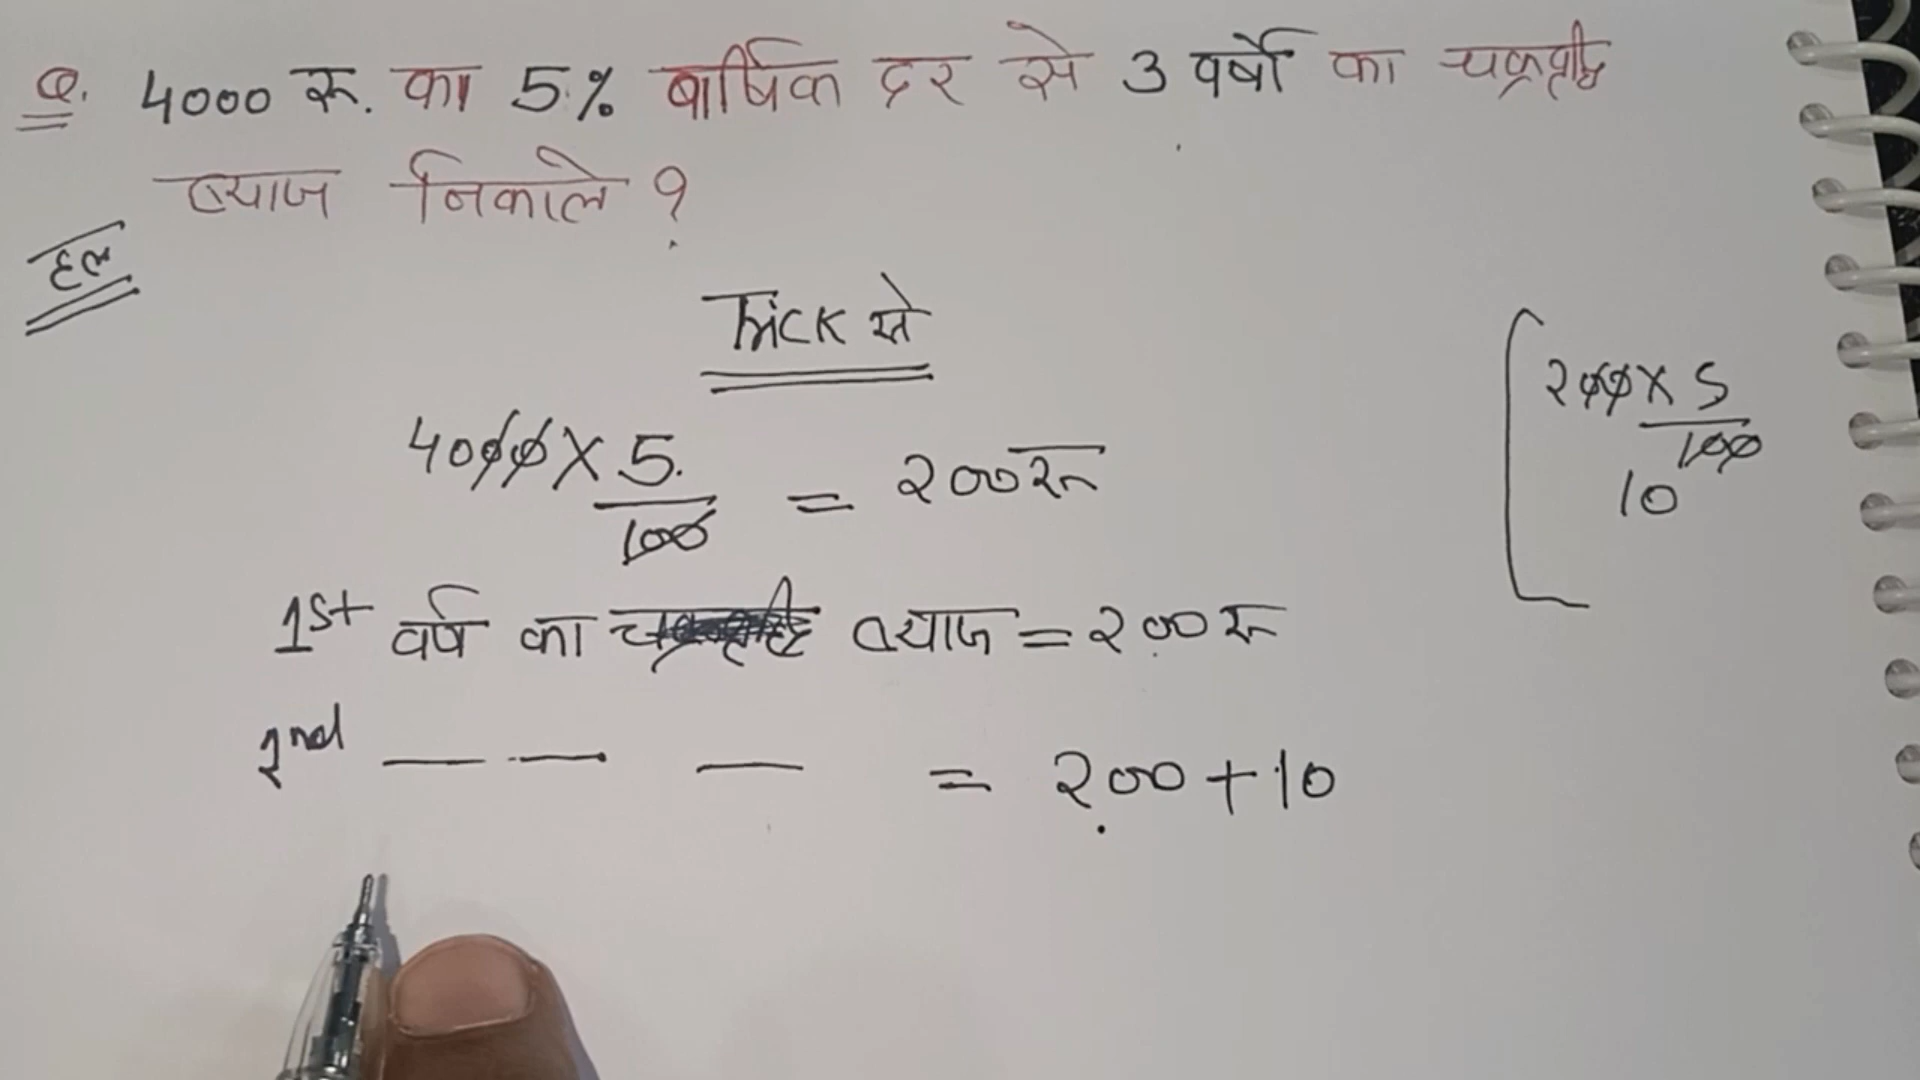 Q. 4000 रू. का 5% बार्षिक दर से 3 वर्षो का चक्रवृद्धि
ब्याज निकाले ?
हल
Trick से
4000 X 5. / 100 = 200 रू
200 X 5 / 100
10
1st वर्ष का ब्याज = 200 रू
2nd — — — = 200 + 10